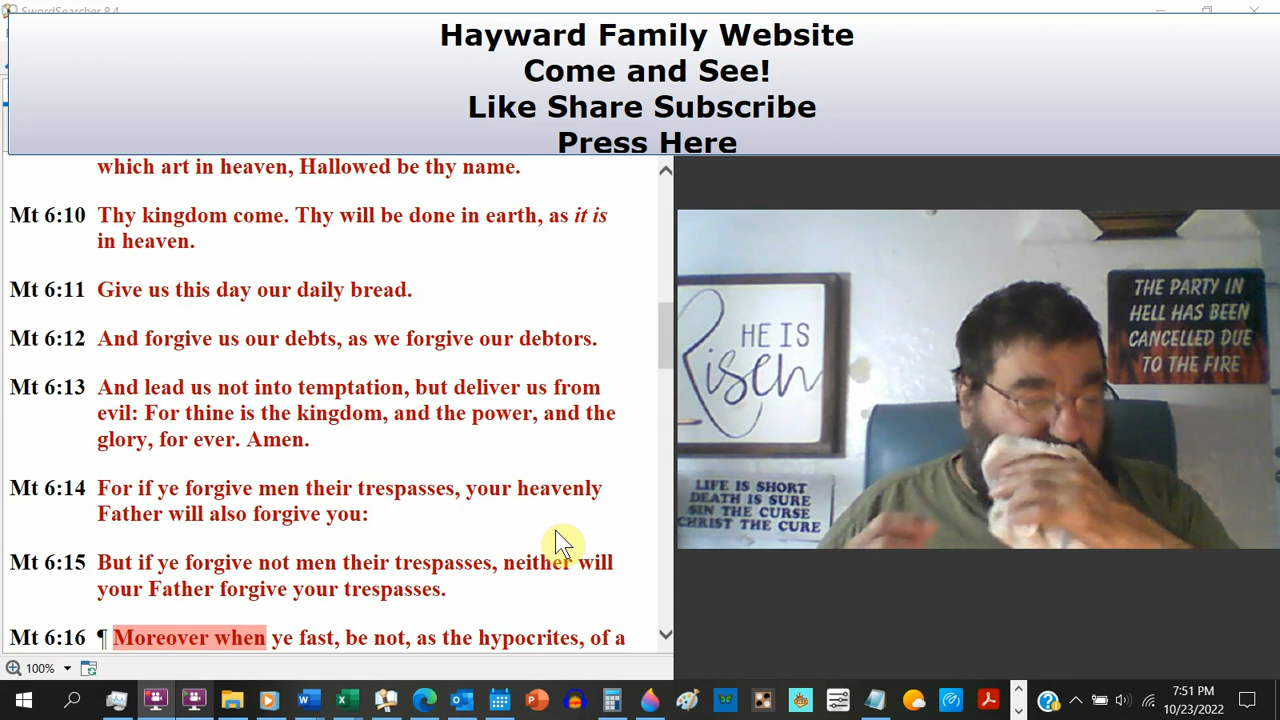 SwordSearcher 8.4
Hayward Family Website
Come and See!
Like Share Subscribe
Press Here
which art in heaven, Hallowed be thy name.
Mt 6:10 Thy kingdom come. Thy will be done in earth, as it is
in heaven.
Mt 6:11 Give us this day our daily bread.
Mt 6:12 And forgive us our debts, as we forgive our debtors.
Mt 6:13 And lead us not into temptation, but deliver us from
evil: For thine is the kingdom, and the power, and the
glory, for ever. Amen.
Mt 6:14 For if ye forgive men their trespasses, your heavenly
Father will also forgive you:
Mt 6:15 But if ye forgive not men their trespasses, neither will
your Father forgive your trespasses.
Mt 6:16 ¶ Moreover when ye fast, be not, as the hypocrites, of a
100%
HE IS
Risen
THE PARTY IN
HELL HAS BEEN
CANCELLED DUE
TO THE FIRE
LIFE IS SHORT
DEATH IS SURE
SIN THE CURSE
CHRIST THE CURE
7:51 PM
10/23/2022